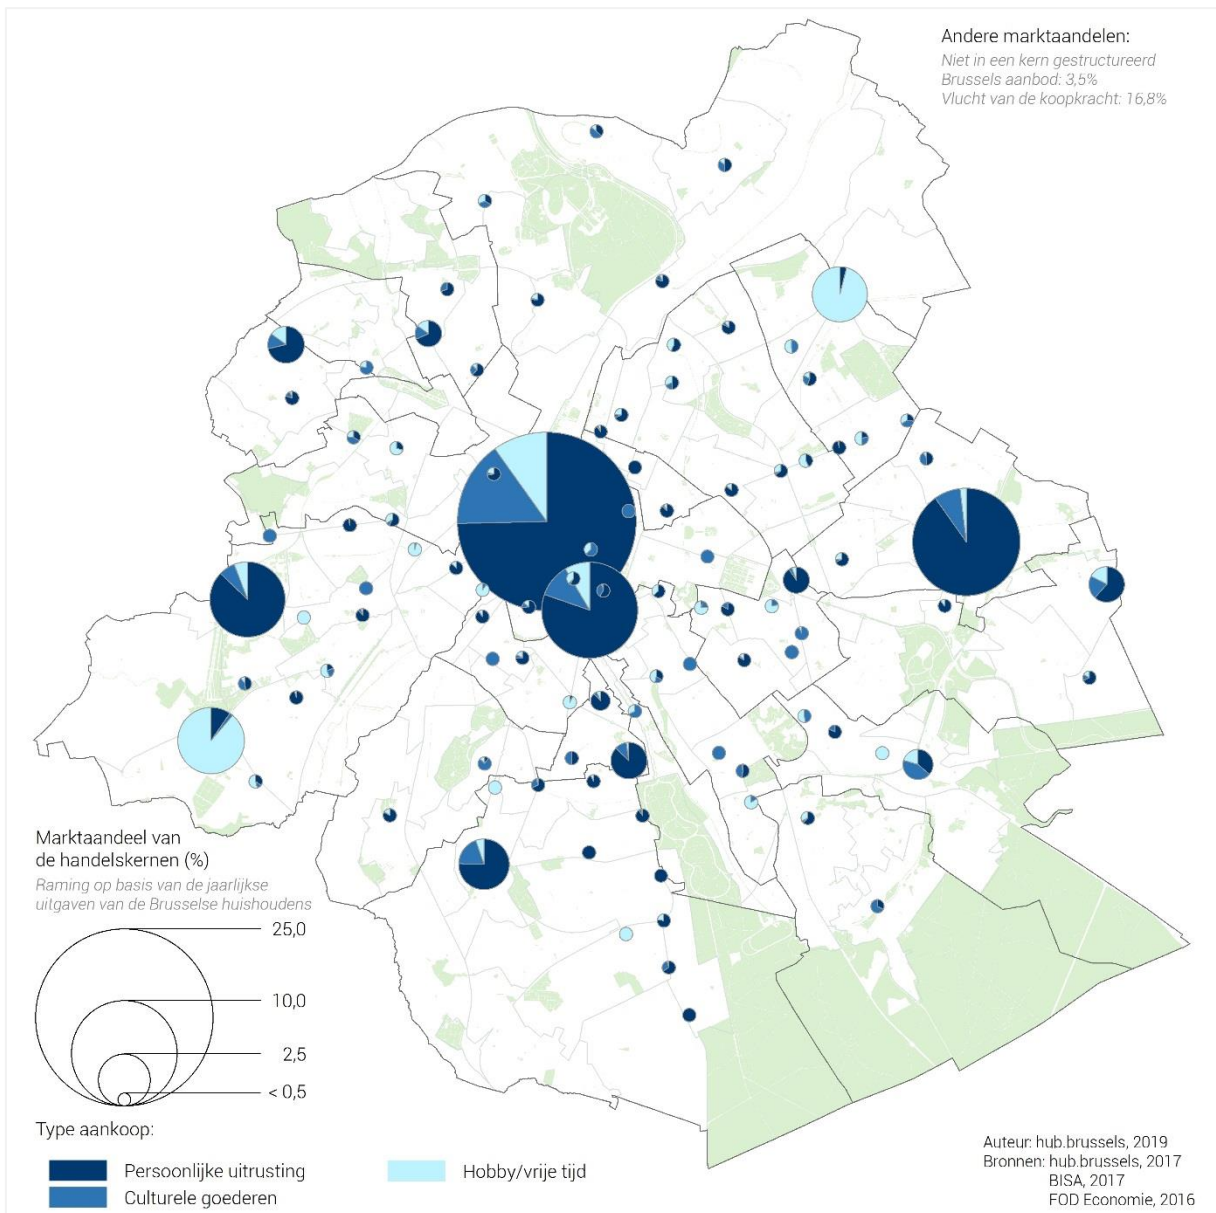 Andere marktaandelen:
Niet in een kern gestructureerd
Brussels aanbod: 3,5%
Vlucht van de koopkracht: 16,8%
Marktaandeel van
de handelskernen (%)
Raming op basis van de jaarlijkse
uitgaven van de Brusselse huishoudens
25,0
10,0
2,5
< 0,5
Type aankoop:
Persoonlijke uitrusting
Culturele goederen
Hobby/vrije tijd
Auteur: hub.brussels, 2019
Bronnen: hub.brussels, 2017
BISA, 2017
FOD Economie, 2016